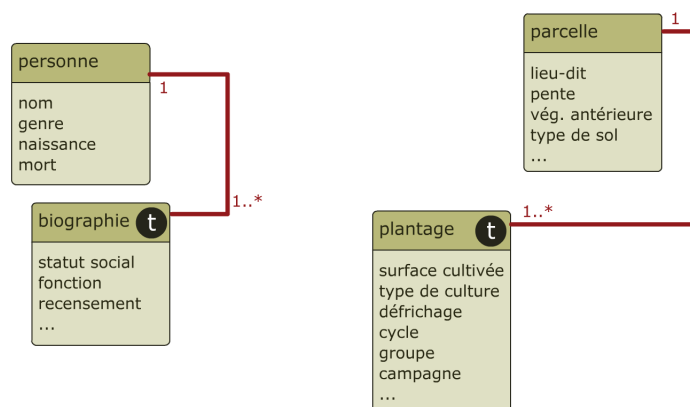 personne
nom
genre
naissance
mort
1
1..*
biographie t
statut social
fonction
recensement
...
parcelle
1
lieu-dit
pente
vég. antérieure
type de sol
...
1..*
plantage t
surface cultivée
type de culture
défrichage
cycle
groupe
campagne
...